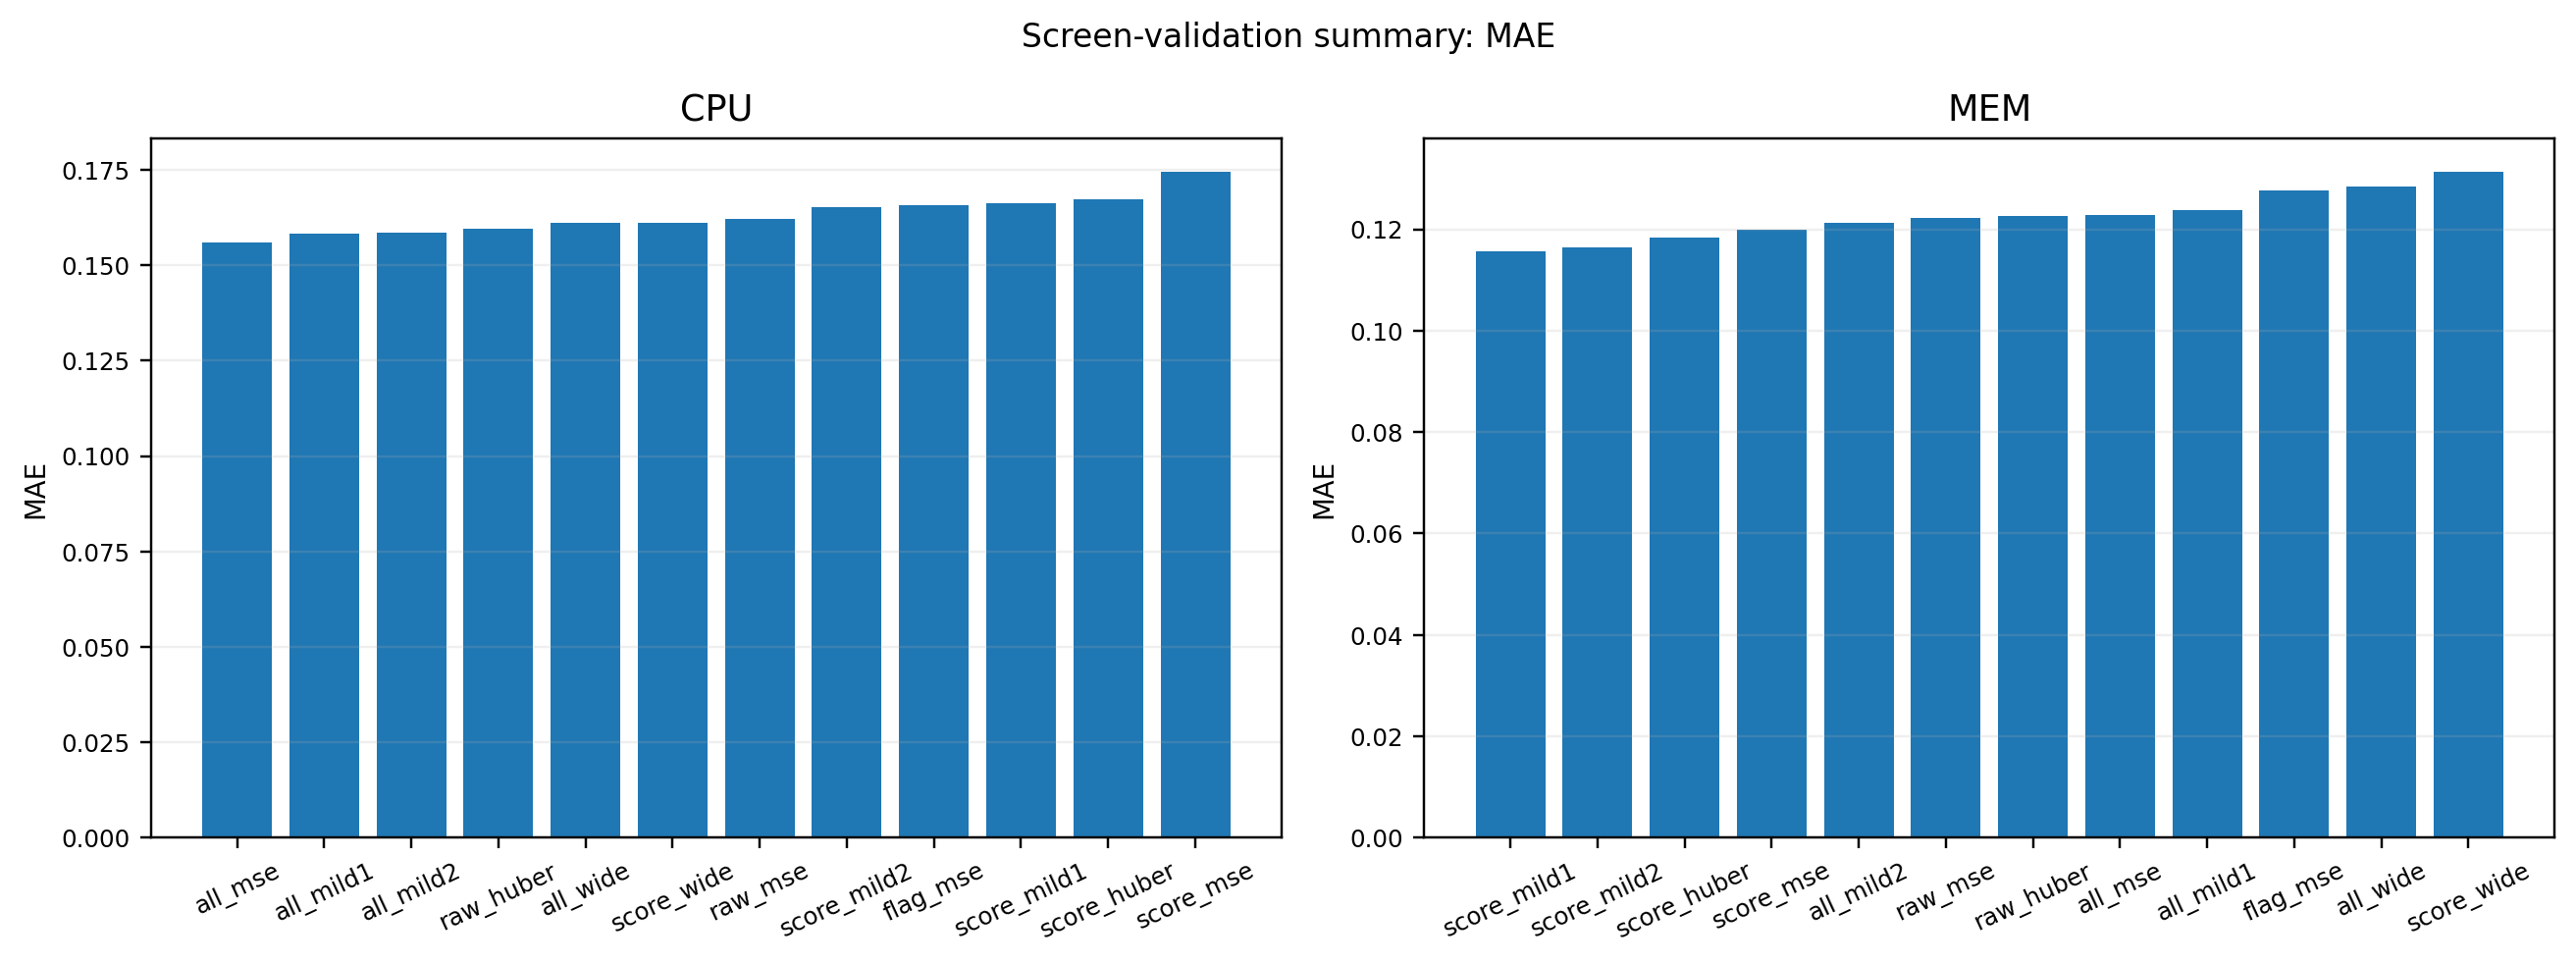 Screen-validation summary: MAE
CPU
MAE
0.175
0.150
0.125
0.100
0.075
0.050
0.025
0.000
all_mse
all_mild1
all_mild2
raw_huber
all_wide
score_wide
raw_mse
score_mild2
flag_mse
score_mild1
score_huber
score_mse
MEM
MAE
0.12
0.10
0.08
0.06
0.04
0.02
0.00
score_mild1
score_mild2
score_huber
score_mse
all_mild2
raw_mse
raw_huber
all_mse
all_mild1
flag_mse
all_wide
score_wide